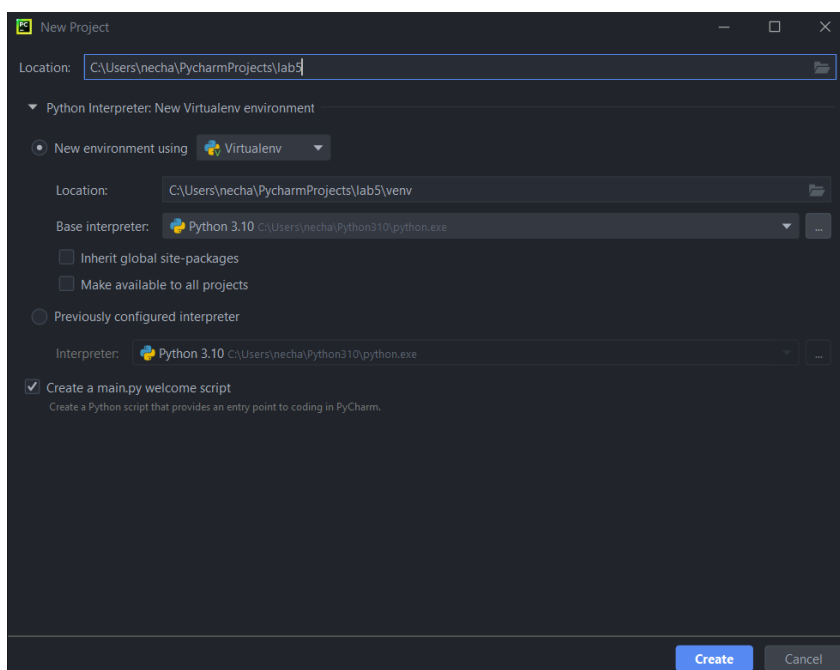 New Project
Location: C:\Users\necha\PycharmProjects\lab5
Python Interpreter: New Virtualenv environment
New environment using Virtualenv
Location: C:\Users\necha\PycharmProjects\lab5\venv
Base interpreter: Python 3.10 C:\Users\necha\Python310\python.exe ...
Inherit global site-packages
Make available to all projects
Previously configured interpreter
Interpreter: Python 3.10 C:\Users\necha\Python310\python.exe ...
Create a main.py welcome script
Create a Python script that provides an entry point to coding in PyCharm.
Create Cancel